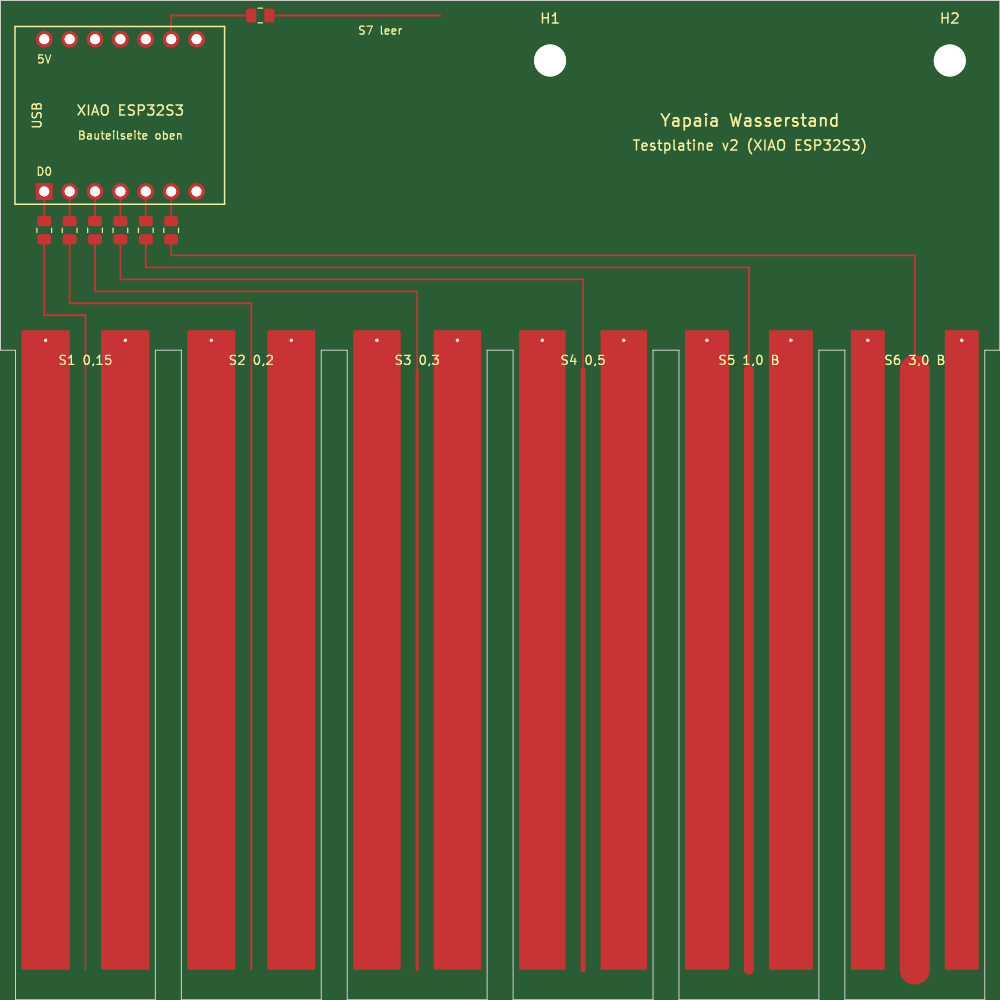 S7 leer
H1
H2
5V
USB
XIAO ESP32S3
Bauteilseite oben
D0
Yapaia Wasserstand
Testplatine v2 (XIAO ESP32S3)
S1 0,15
S2 0,2
S3 0,3
S4 0,5
S5 1,0 B
S6 3,0 B